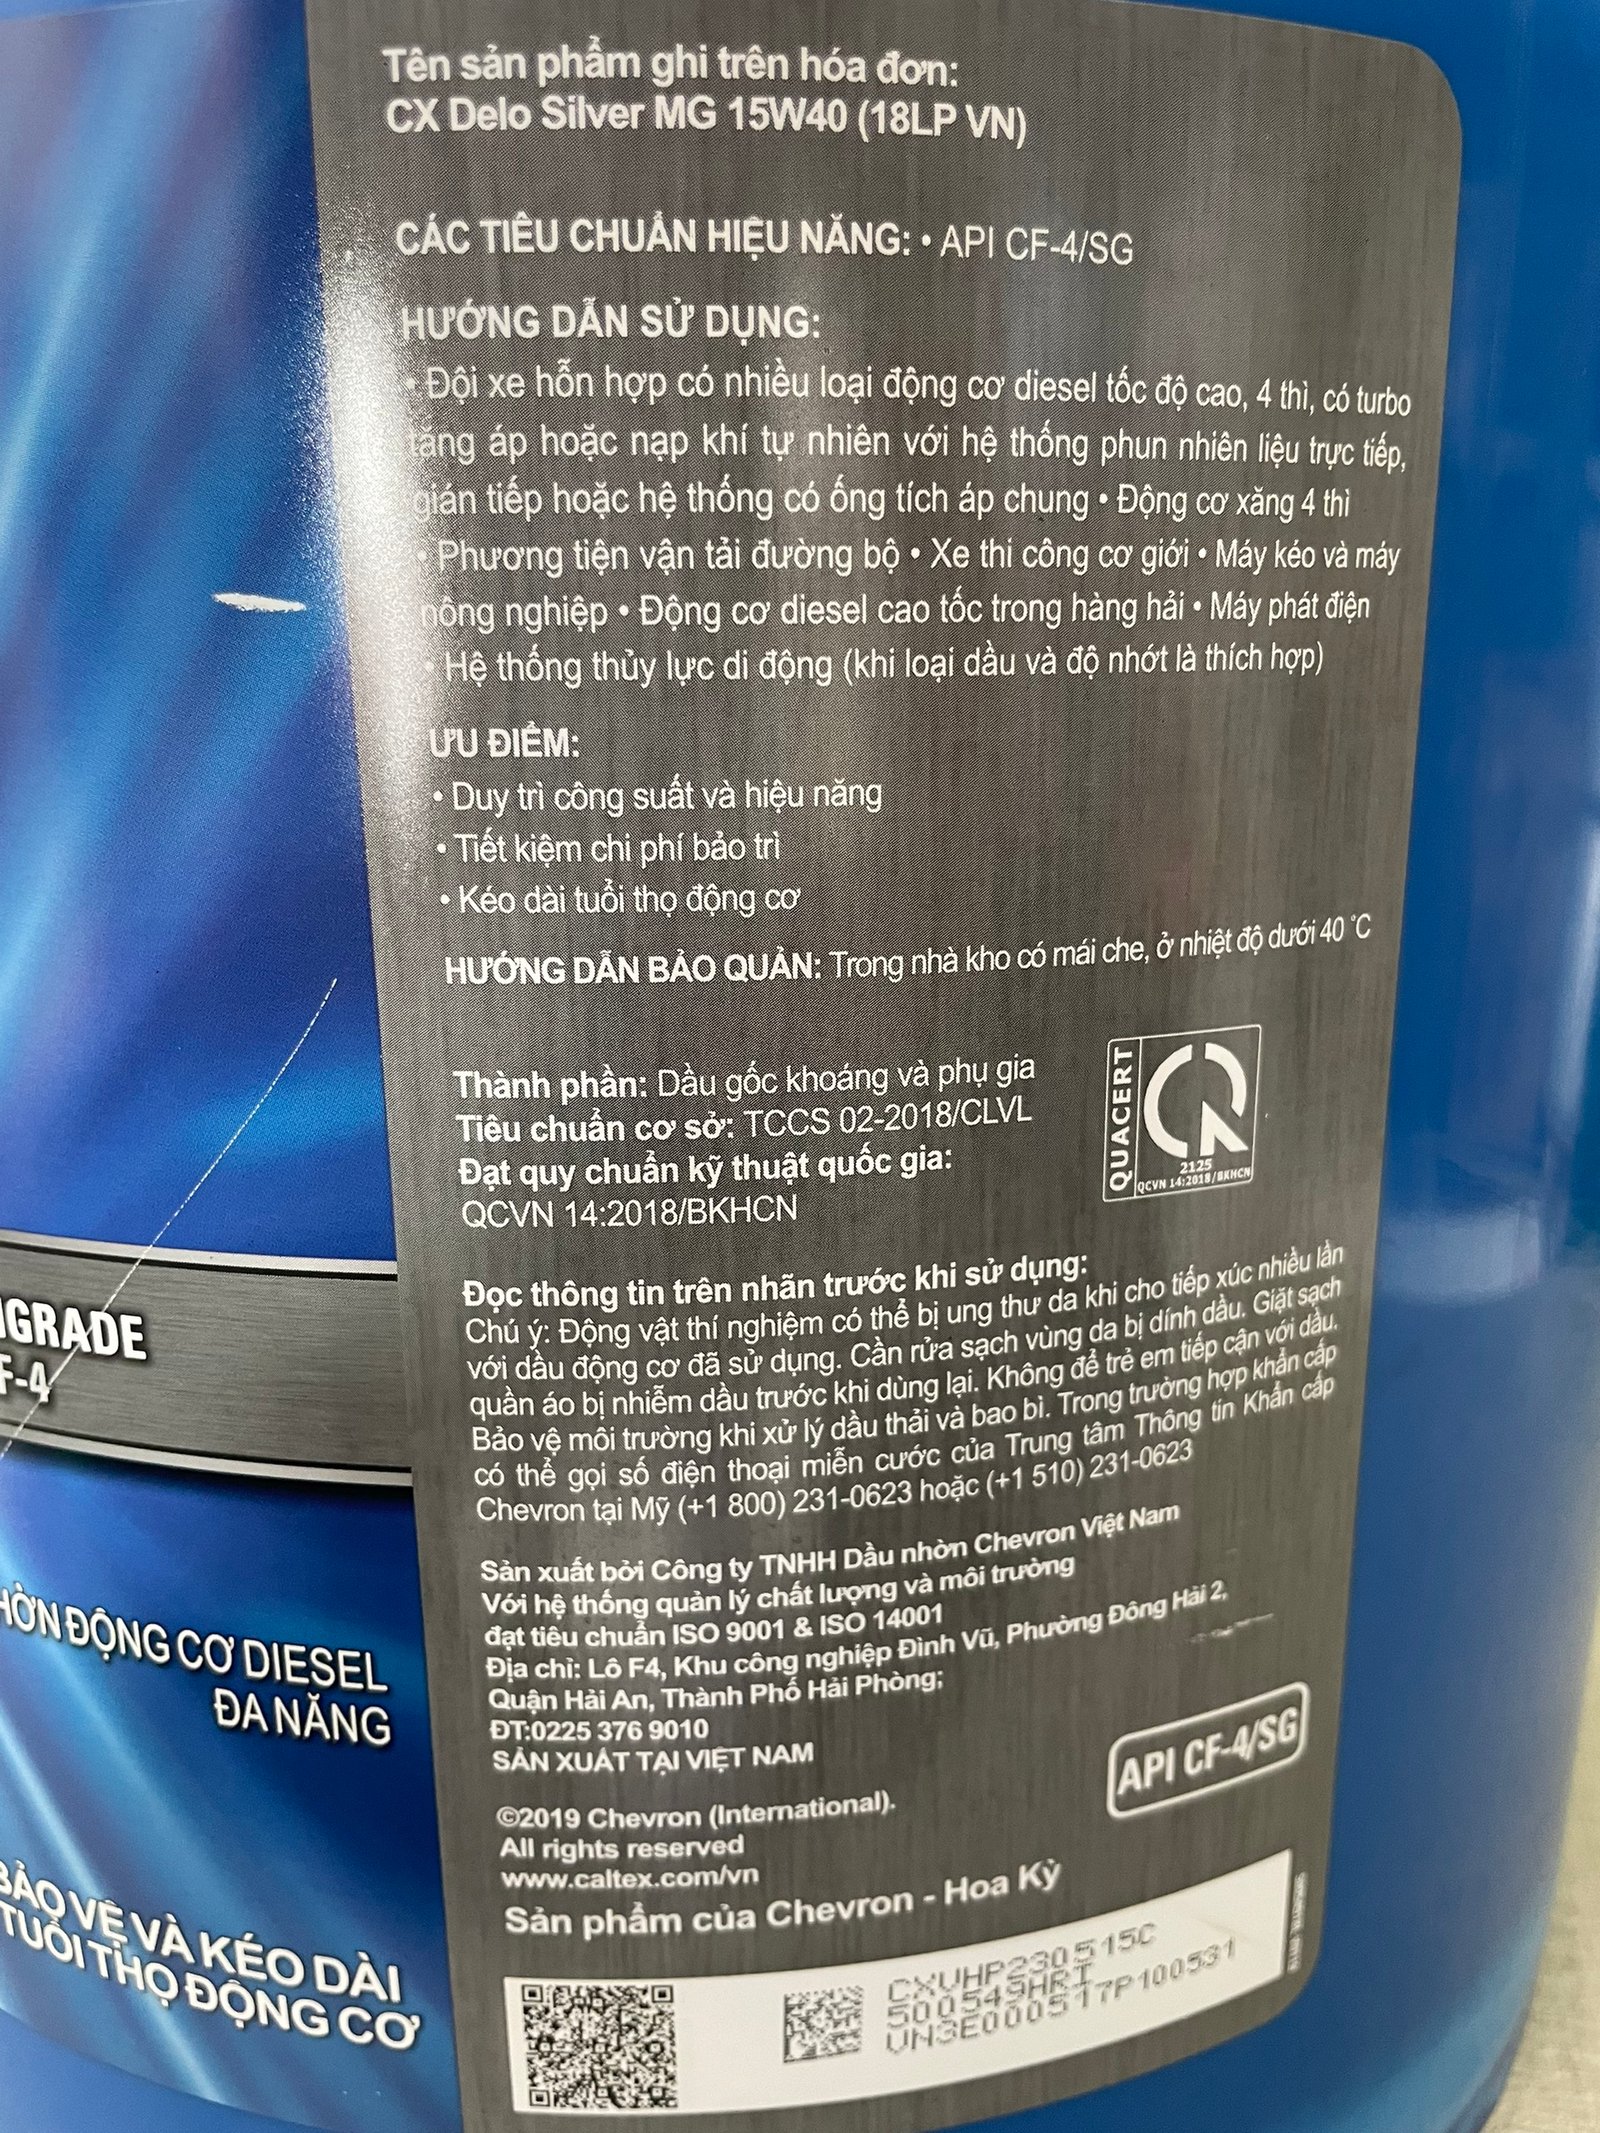 Tên sản phẩm ghi trên hóa đơn:
CX Delo Silver MG 15W40 (18LP VN)
CÁC TIÊU CHUẨN HIỆU NĂNG: • API CF-4/SG
HƯỚNG DẪN SỬ DỤNG:
• Đội xe hỗn hợp có nhiều loại động cơ diesel tốc độ cao, 4 thì, có turbo
tăng áp hoặc nạp khí tự nhiên với hệ thống phun nhiên liệu trực tiếp,
gián tiếp hoặc hệ thống có ống tích áp chung • Động cơ xăng 4 thì
• Phương tiện vận tải đường bộ • Xe thi công cơ giới • Máy kéo và máy
nông nghiệp • Động cơ diesel cao tốc trong hàng hải • Máy phát điện
• Hệ thống thủy lực di động (khi loại dầu và độ nhớt là thích hợp)
ƯU ĐIỂM:
• Duy trì công suất và hiệu năng
• Tiết kiệm chi phí bảo trì
• Kéo dài tuổi thọ động cơ
HƯỚNG DẪN BẢO QUẢN: Trong nhà kho có mái che, ở nhiệt độ dưới 40 °C
Thành phần: Dầu gốc khoáng và phụ gia
Tiêu chuẩn cơ sở: TCCS 02-2018/CLVL
Đạt quy chuẩn kỹ thuật quốc gia:
QCVN 14:2018/BKHCN
QUACERT
2125
QCVN 14:2018/BKHCN
Đọc thông tin trên nhãn trước khi sử dụng:
Chú ý: Động vật thí nghiệm có thể bị ung thư da khi cho tiếp xúc nhiều lần
với dầu động cơ đã sử dụng. Cần rửa sạch vùng da bị dính dầu. Giặt sạch
quần áo bị nhiễm dầu trước khi dùng lại. Không để trẻ em tiếp cận với dầu.
Bảo vệ môi trường khi xử lý dầu thải và bao bì. Trong trường hợp khẩn cấp
có thể gọi số điện thoại miễn cước của Trung tâm Thông tin Khẩn cấp
Chevron tại Mỹ (+1 800) 231-0623 hoặc (+1 510) 231-0623
Sản xuất bởi Công ty TNHH Dầu nhờn Chevron Việt Nam
Với hệ thống quản lý chất lượng và môi trường
đạt tiêu chuẩn ISO 9001 & ISO 14001
Địa chỉ: Lô F4, Khu công nghiệp Đình Vũ, Phường Đông Hải 2,
Quận Hải An, Thành Phố Hải Phòng;
ĐT:0225 376 9010
SẢN XUẤT TẠI VIỆT NAM
API CF-4/SG
©2019 Chevron (International).
All rights reserved
www.caltex.com/vn
Sản phẩm của Chevron - Hoa Kỳ
CXVHP230515C
500549HRT
VN3E000517P100531
IGRADE
F-4
HỜN ĐỘNG CƠ DIESEL
ĐA NĂNG
BẢO VỆ VÀ KÉO DÀI
TUỔI THỌ ĐỘNG CƠ